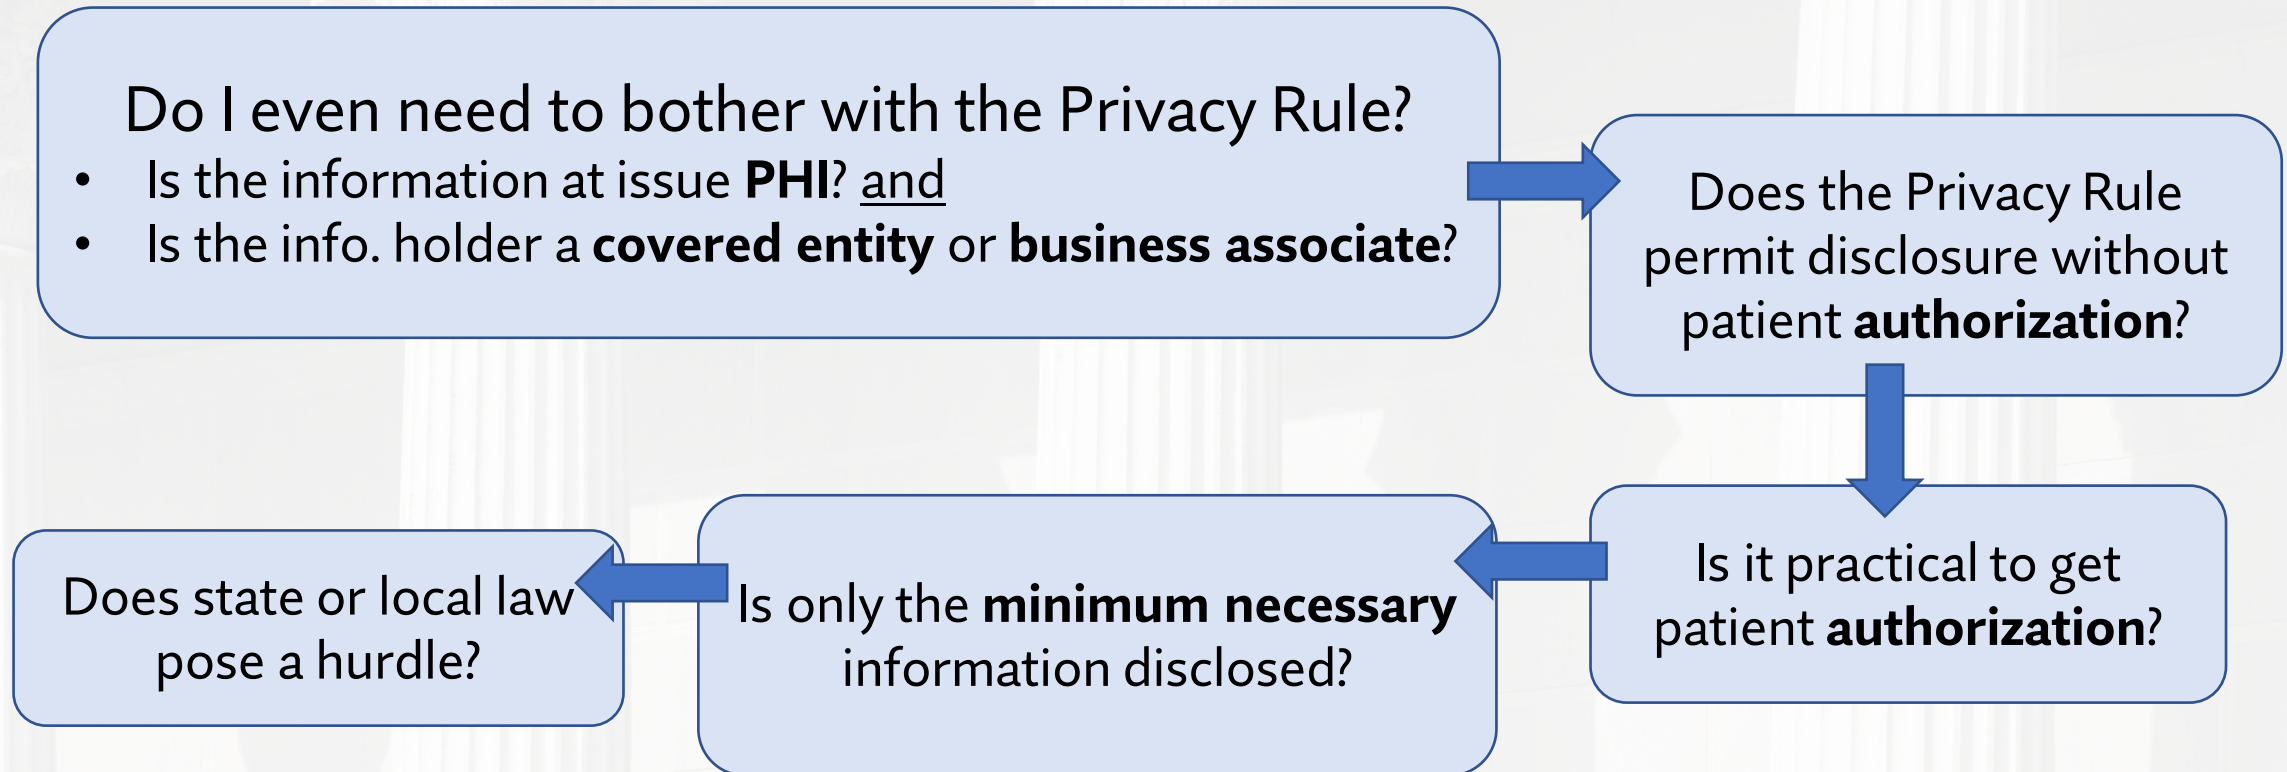 Do I even need to bother with the Privacy Rule?
• Is the information at issue PHI? and
• Is the info. holder a covered entity or business associate?
Does the Privacy Rule
permit disclosure without
patient authorization?
Is it practical to get
patient authorization?
Is only the minimum necessary
information disclosed?
Does state or local law
pose a hurdle?